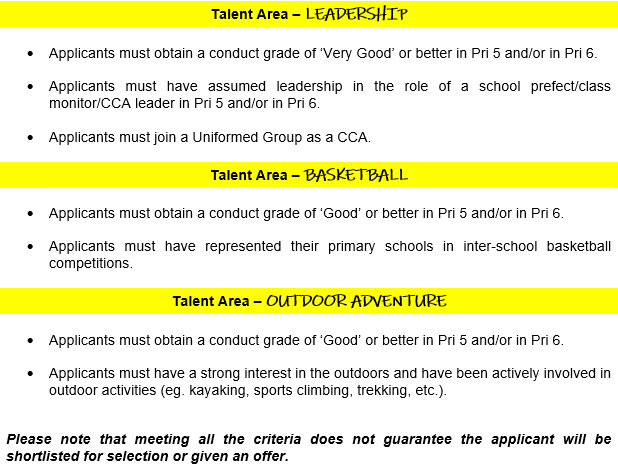 Talent Area – LEADERSHIP
• Applicants must obtain a conduct grade of ‘Very Good’ or better in Pri 5 and/or in Pri 6.
• Applicants must have assumed leadership in the role of a school prefect/class
monitor/CCA leader in Pri 5 and/or in Pri 6.
• Applicants must join a Uniformed Group as a CCA.
Talent Area – BASKETBALL
• Applicants must obtain a conduct grade of ‘Good’ or better in Pri 5 and/or in Pri 6.
• Applicants must have represented their primary schools in inter-school basketball
competitions.
Talent Area – OUTDOOR ADVENTURE
• Applicants must obtain a conduct grade of ‘Good’ or better in Pri 5 and/or in Pri 6.
• Applicants must have a strong interest in the outdoors and have been actively involved in
outdoor activities (eg. kayaking, sports climbing, trekking, etc.).
Please note that meeting all the criteria does not guarantee the applicant will be
shortlisted for selection or given an offer.